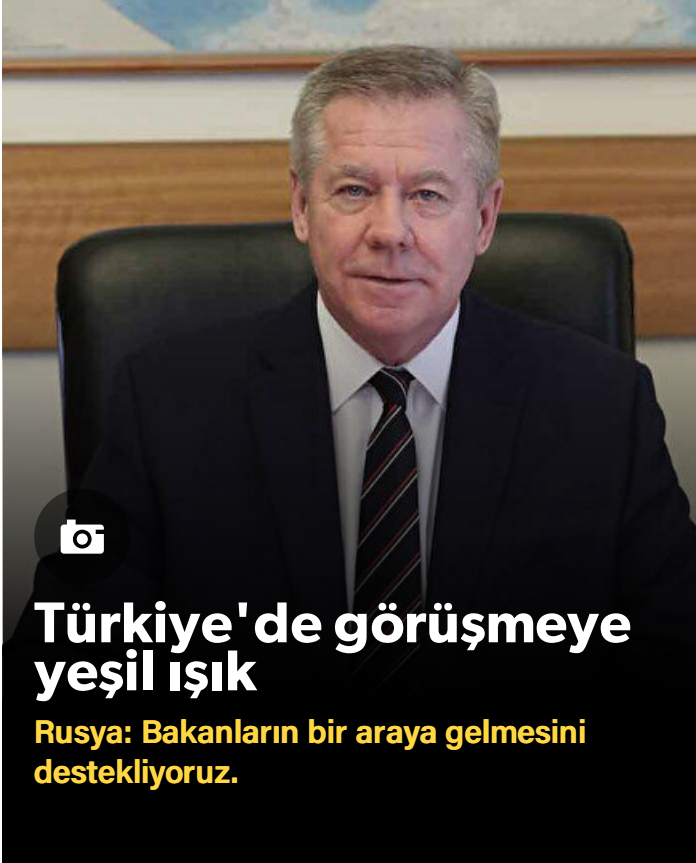 Türkiye'de görüşmeye
yeşil ışık
Rusya: Bakanların bir araya gelmesini
destekliyoruz.